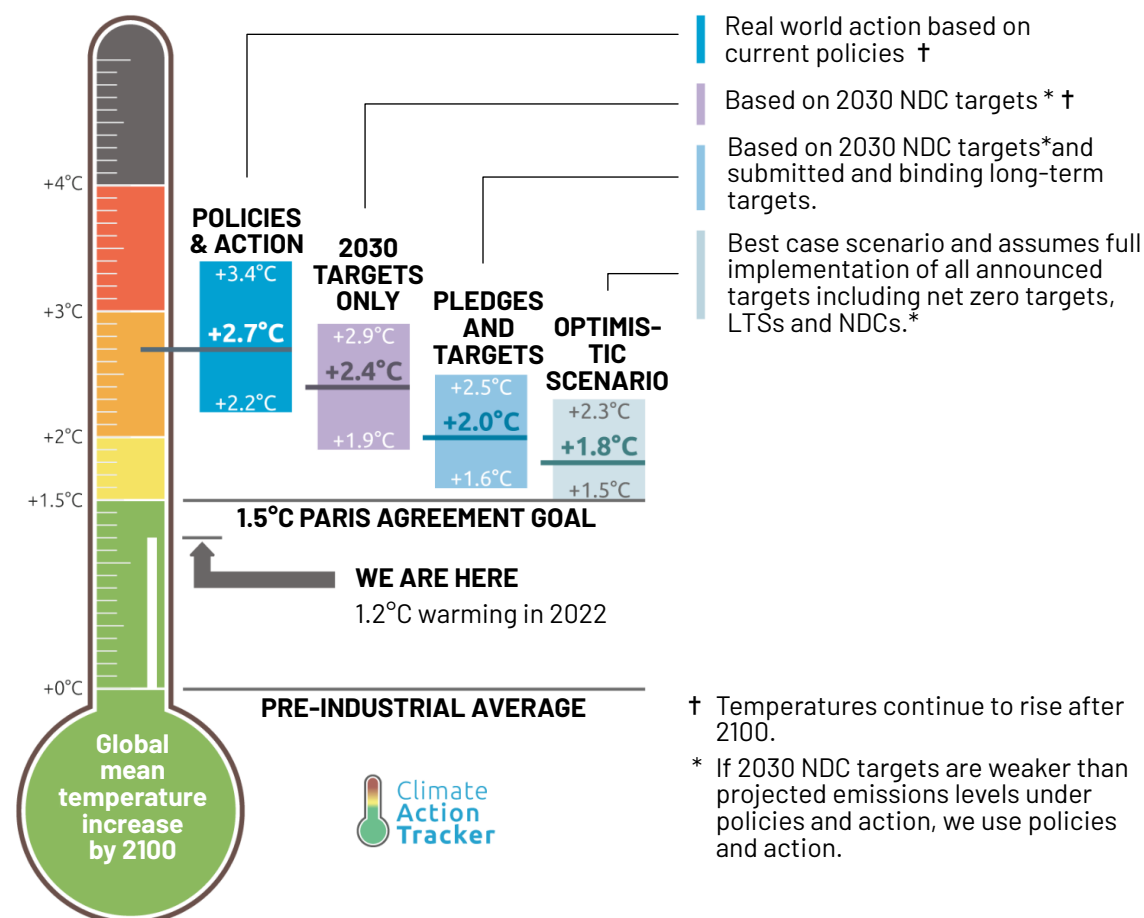 Real world action based on
current policies †
Based on 2030 NDC targets * †
Based on 2030 NDC targets*and
submitted and binding long-term
targets.
Best case scenario and assumes full
implementation of all announced
targets including net zero targets,
LTSs and NDCs.*
+4°C
+3°C
+2°C
+1.5°C
+0°C
POLICIES
& ACTION
+3.4°C
+2.7°C
+2.2°C
2030
TARGETS
ONLY
+2.9°C
+2.4°C
+1.9°C
PLEDGES
AND
TARGETS
+2.5°C
+2.0°C
+1.6°C
OPTIMIS-
TIC
SCENARIO
+2.3°C
+1.8°C
+1.5°C
1.5°C PARIS AGREEMENT GOAL
WE ARE HERE
1.2°C warming in 2022
PRE-INDUSTRIAL AVERAGE
Global
mean
temperature
increase
by 2100
Climate
Action
Tracker
† Temperatures continue to rise after
2100.
* If 2030 NDC targets are weaker than
projected emissions levels under
policies and action, we use policies
and action.